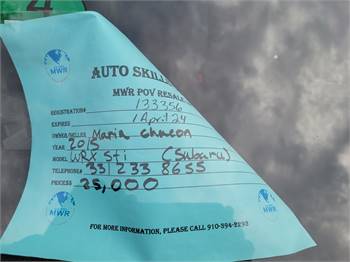 4
AUTO SKILL
MWR POV RESALE
REGISTRATION# 133356
EXPIRES 1 April 24
OWNER/SELLER Maria Chacon
YEAR 2015
MODEL WRX Sti (Subaru)
TELEPHONE# 331 233 8655
PRICE$$$ 25,000
FOR MORE INFORMATION, PLEASE CALL 910-394-2293
MWR
MWR
MWR